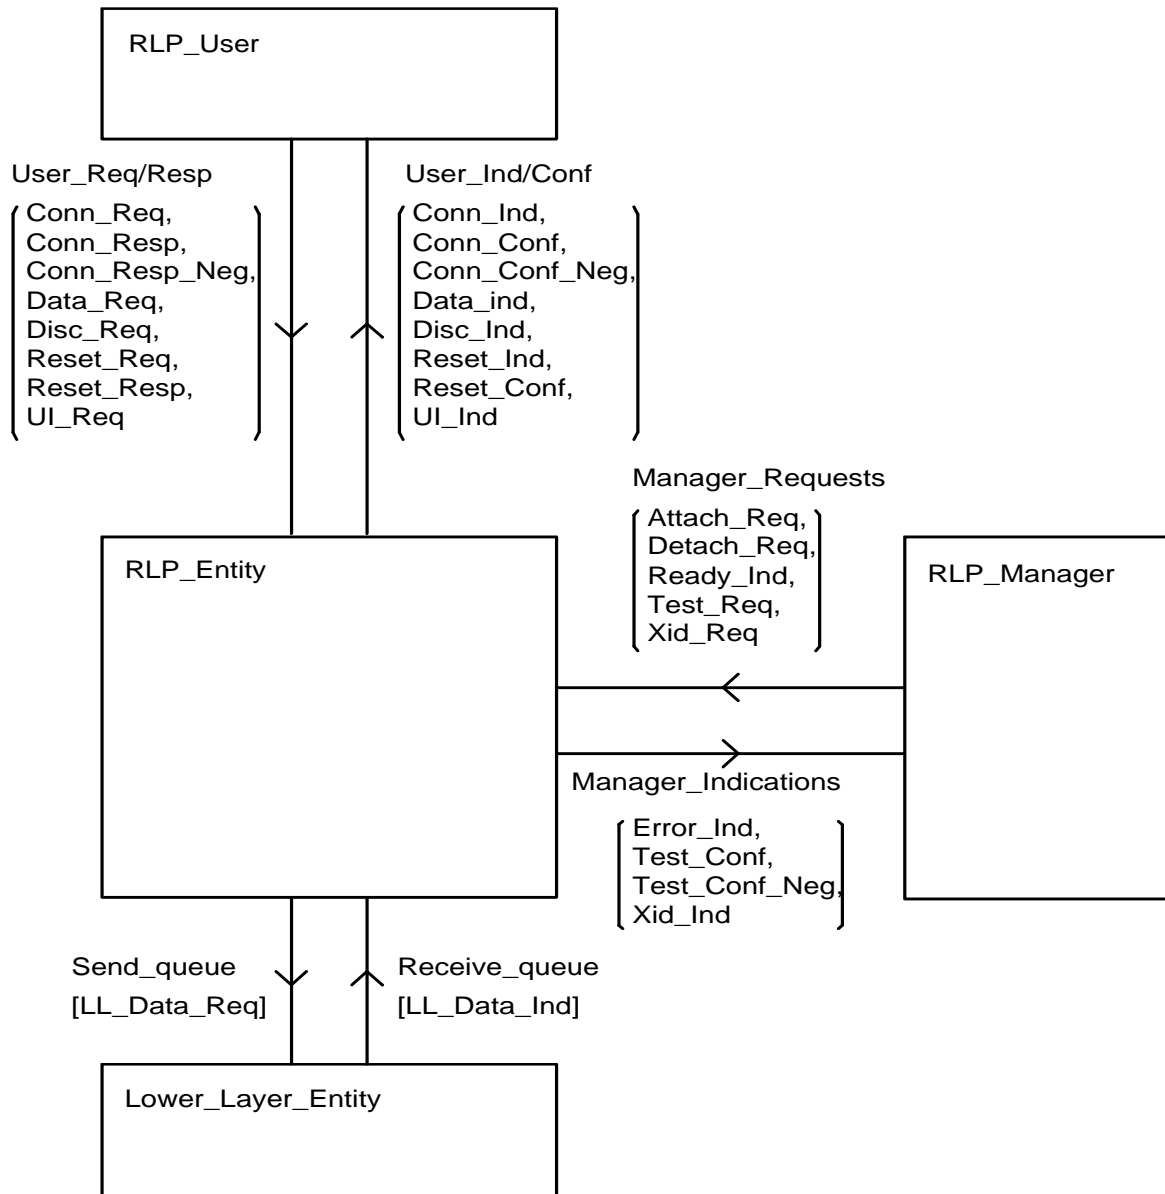 RLP_User
User_Req/Resp
Conn_Req,
Conn_Resp,
Conn_Resp_Neg,
Data_Req,
Disc_Req,
Reset_Req,
Reset_Resp,
UI_Req
User_Ind/Conf
Conn_Ind,
Conn_Conf,
Conn_Conf_Neg,
Data_ind,
Disc_Ind,
Reset_Ind,
Reset_Conf,
UI_Ind
Manager_Requests
Attach_Req,
Detach_Req,
Ready_Ind,
Test_Req,
Xid_Req
RLP_Entity
RLP_Manager
Manager_Indications
Error_Ind,
Test_Conf,
Test_Conf_Neg,
Xid_Ind
Send_queue
[LL_Data_Req]
Receive_queue
[LL_Data_Ind]
Lower_Layer_Entity